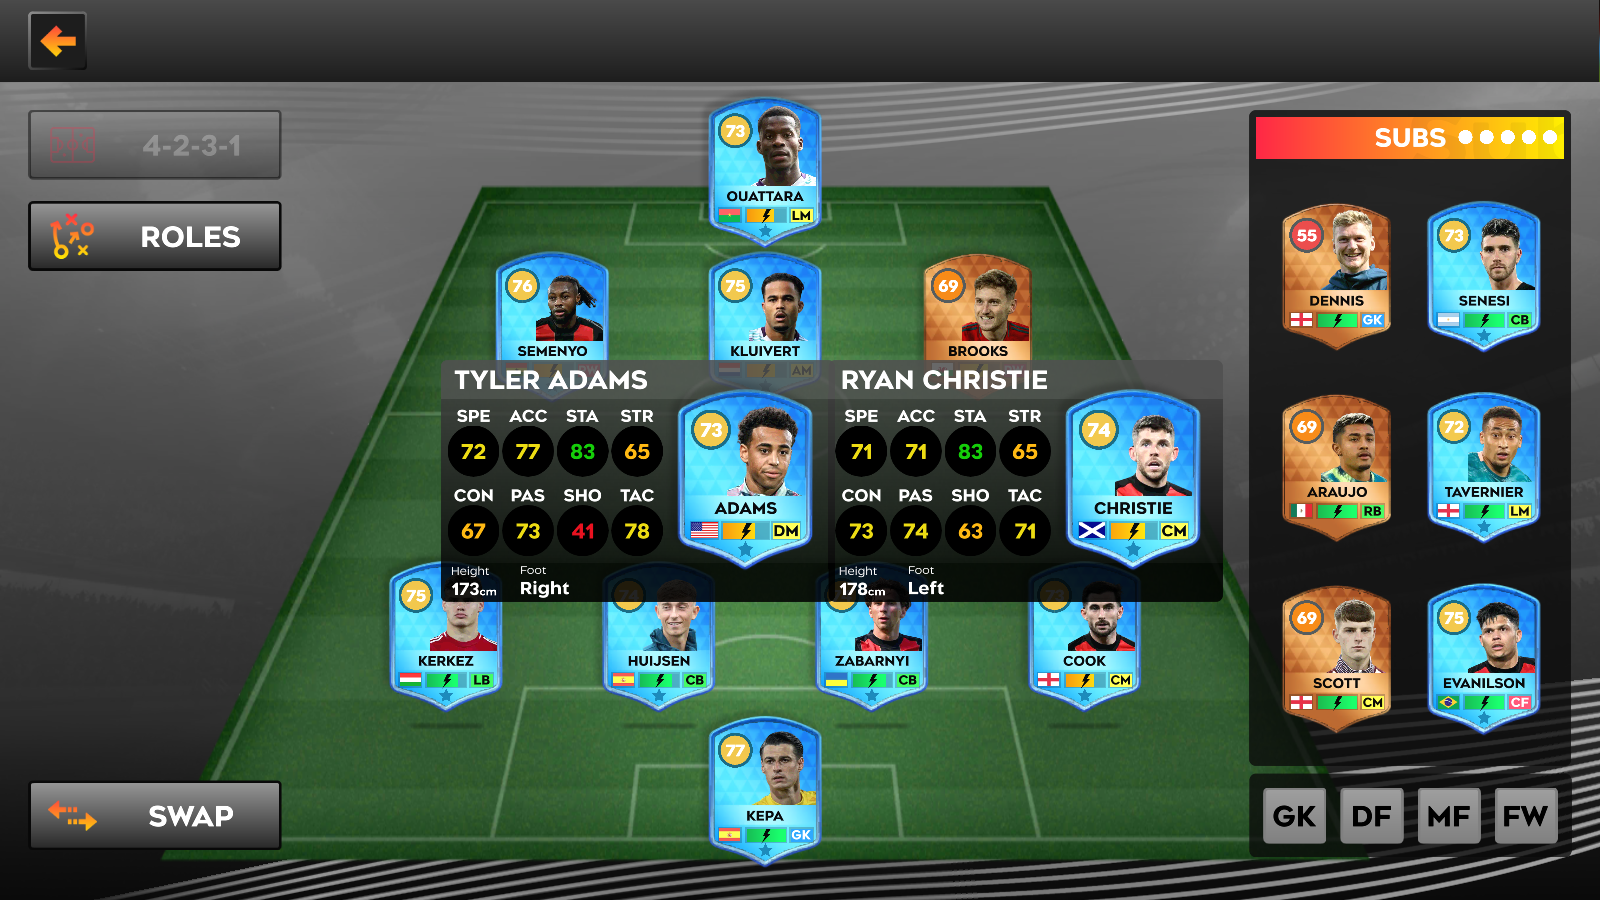 4-2-3-1
ROLES
SWAP
73
OUATTARA
LM
76
SEMENYO
75
KLUIVERT
AM
69
BROOKS
TYLER ADAMS
SPE ACC STA STR
72 77 83 65
CON PAS SHO TAC
67 73 41 78
Height Foot
173cm Right
73
ADAMS
DM
RYAN CHRISTIE
SPE ACC STA STR
71 71 83 65
CON PAS SHO TAC
73 74 63 71
Height Foot
178cm Left
74
CHRISTIE
CM
75
KERKEZ
LB
74
HUIJSEN
CB
ZABARNYI
CB
73
COOK
CM
77
KEPA
GK
SUBS
55
DENNIS
GK
73
SENESI
CB
69
ARAUJO
RB
72
TAVERNIER
LM
69
SCOTT
CM
75
EVANILSON
CF
GK DF MF FW